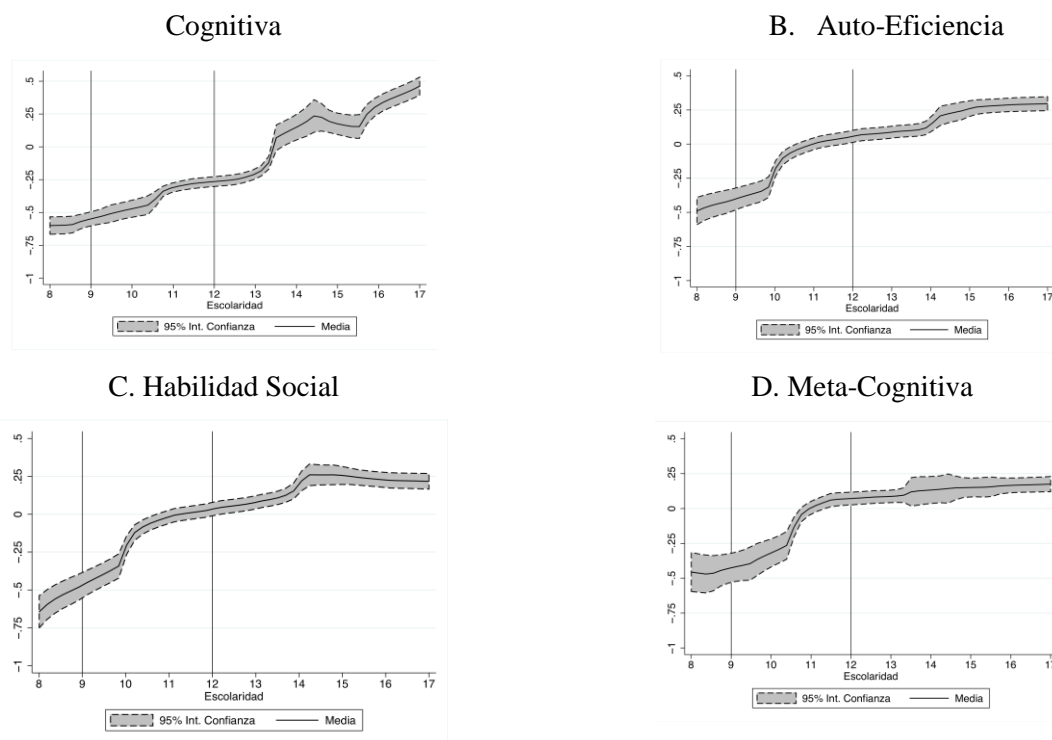 Cognitiva
.5
.25
0
-.25
-.5
-.75
-1
8 9 10 11 12 13 14 15 16 17
Escolaridad
95% Int. Confianza Media
B. Auto-Eficiencia
.5
.25
0
-.25
-.5
-.75
-1
8 9 10 11 12 13 14 15 16 17
Escolaridad
95% Int. Confianza Media
C. Habilidad Social
.5
.25
0
-.25
-.5
-.75
-1
8 9 10 11 12 13 14 15 16 17
Escolaridad
95% Int. Confianza Media
D. Meta-Cognitiva
.5
.25
0
-.25
-.5
-.75
-1
8 9 10 11 12 13 14 15 16 17
Escolaridad
95% Int. Confianza Media